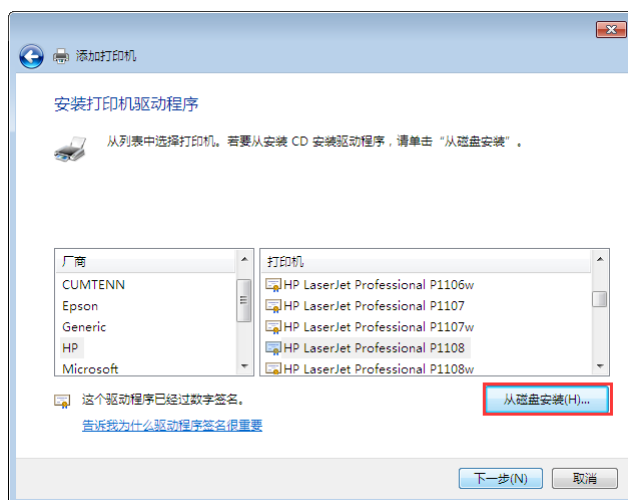 添加打印机
安装打印机驱动程序
从列表中选择打印机。若要从安装 CD 安装驱动程序，请单击“从磁盘安装”。
厂商
CUMTENN
Epson
Generic
HP
Microsoft
打印机
HP LaserJet Professional P1106w
HP LaserJet Professional P1107
HP LaserJet Professional P1107w
HP LaserJet Professional P1108
HP LaserJet Professional P1108w
这个驱动程序已经过数字签名。
从磁盘安装(H)...
告诉我为什么驱动程序签名很重要
下一步(N)
取消